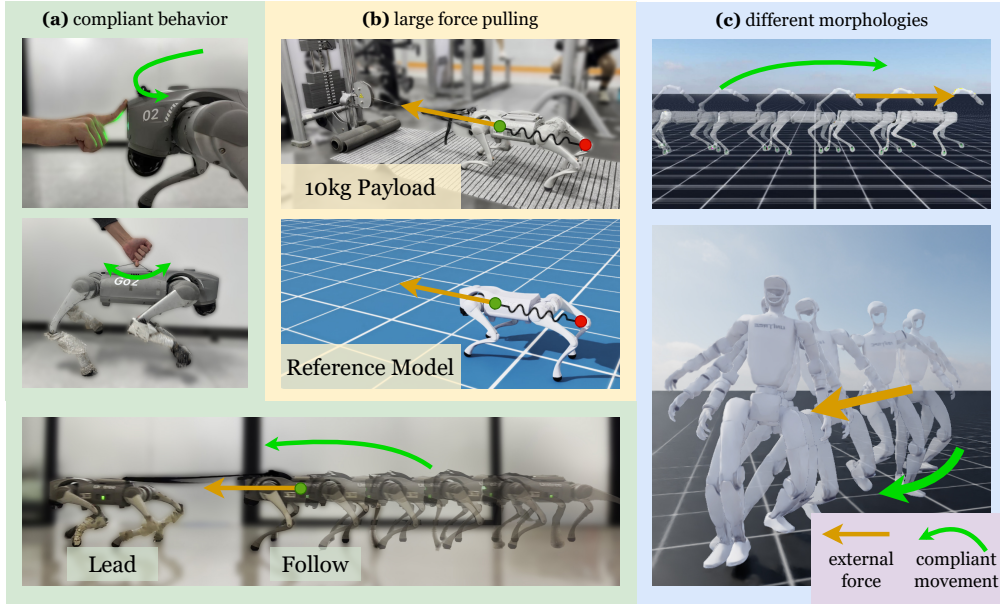 (a) compliant behavior
(b) large force pulling
(c) different morphologies
02
10kg Payload
Go2
Reference Model
Lead
Follow
external
force
compliant
movement